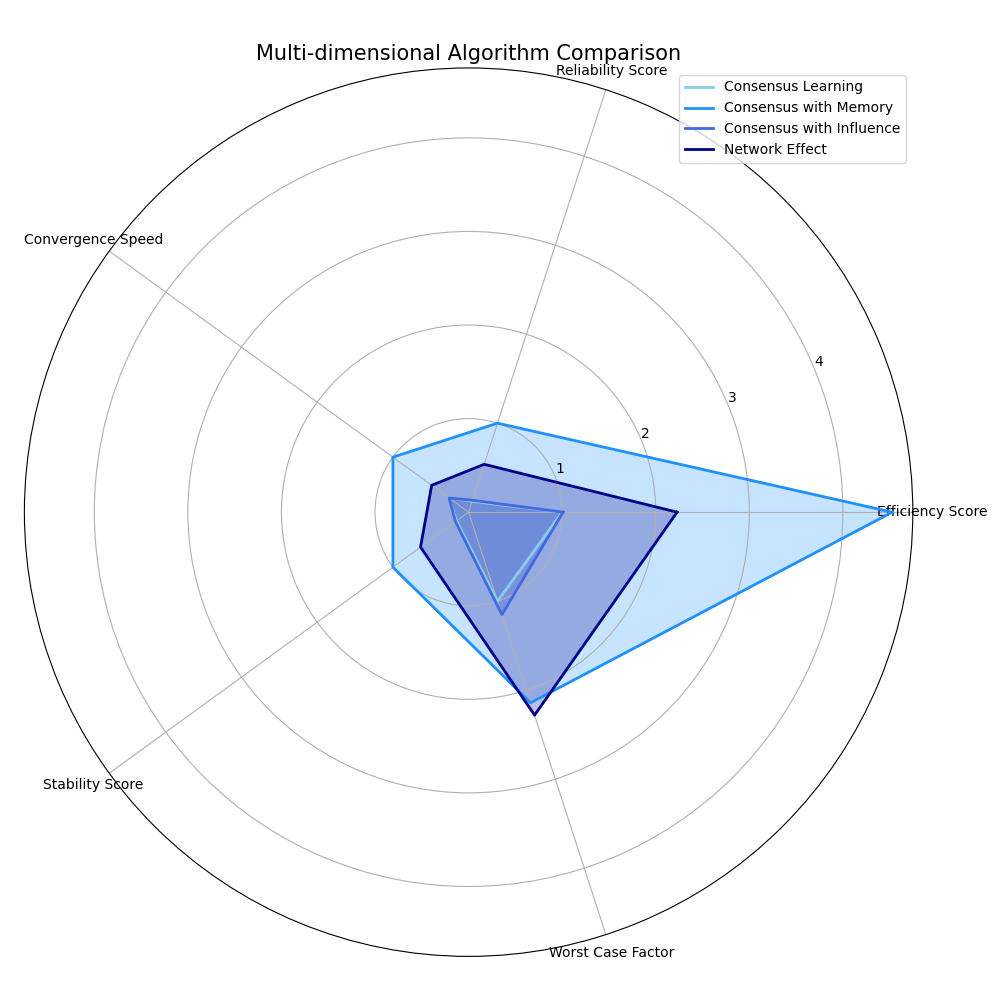 Multi-dimensional Algorithm Comparison
Reliability Score
Consensus Learning
Consensus with Memory
Consensus with Influence
Network Effect
Convergence Speed
4
3
2
1
Efficiency Score
Stability Score
Worst Case Factor